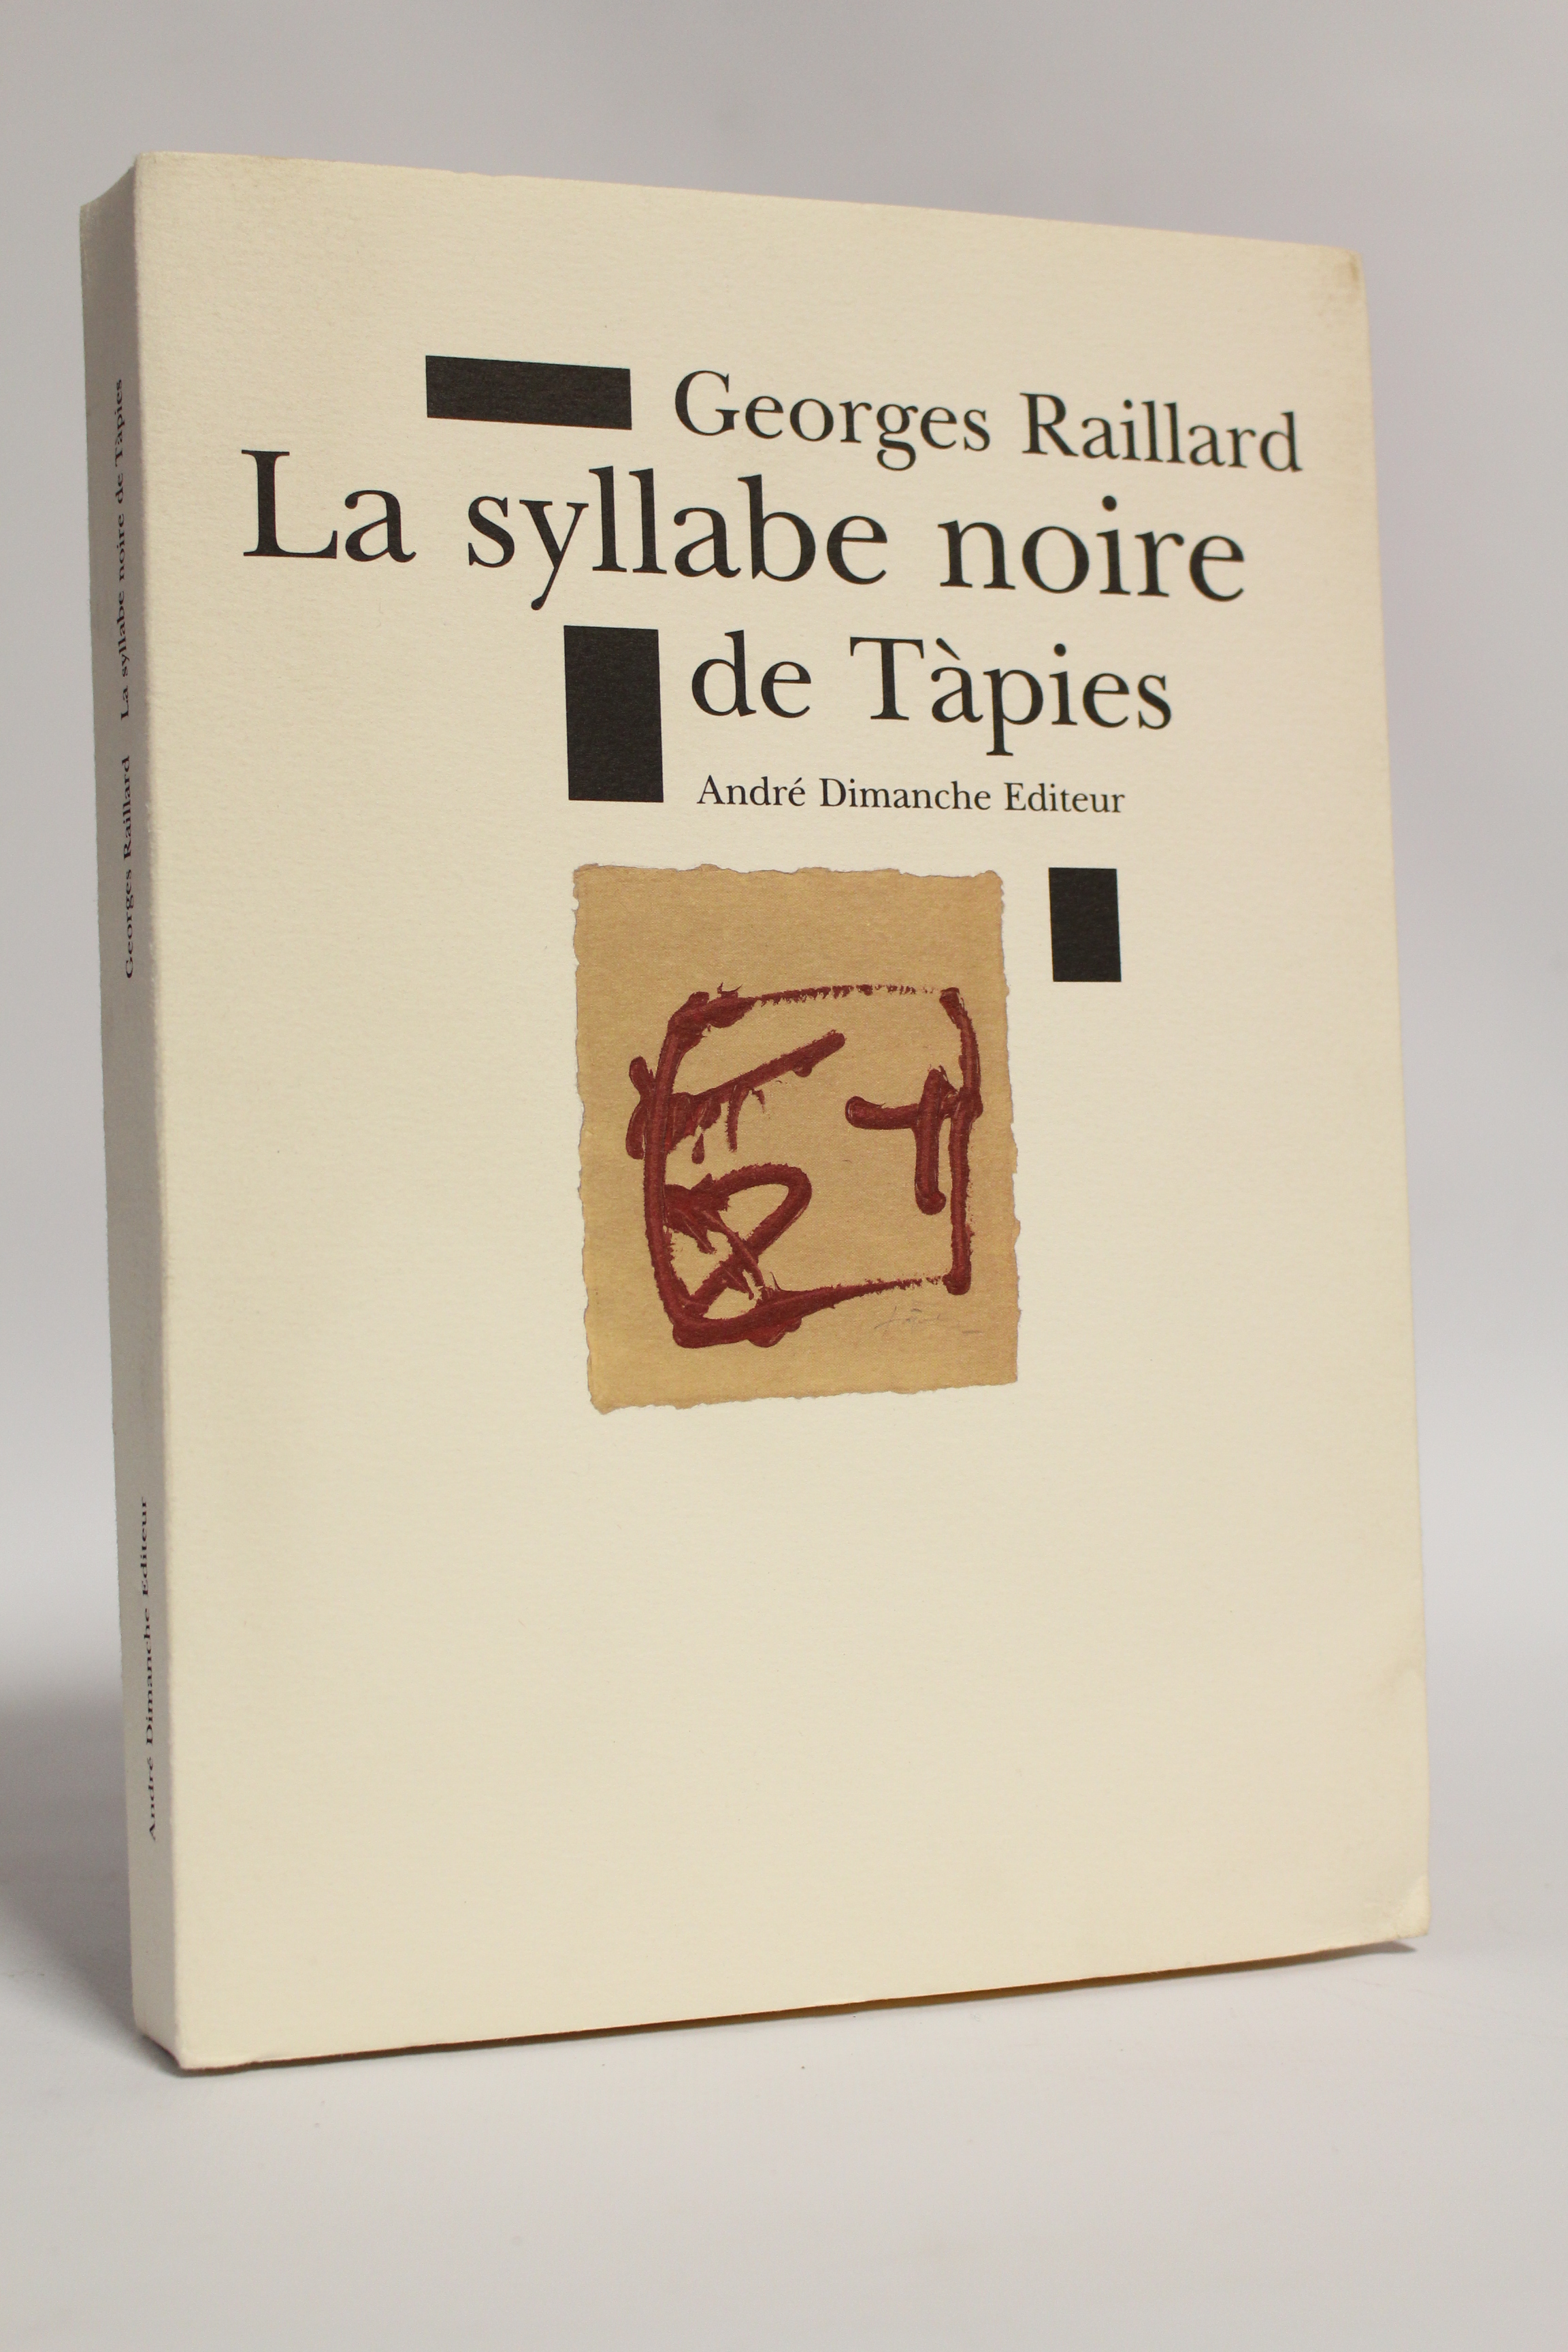 Georges Raillard
La syllabe noire
de Tàpies
André Dimanche Editeur
Georges Raillard La syllabe noire de Tàpies
André Dimanche Editeur